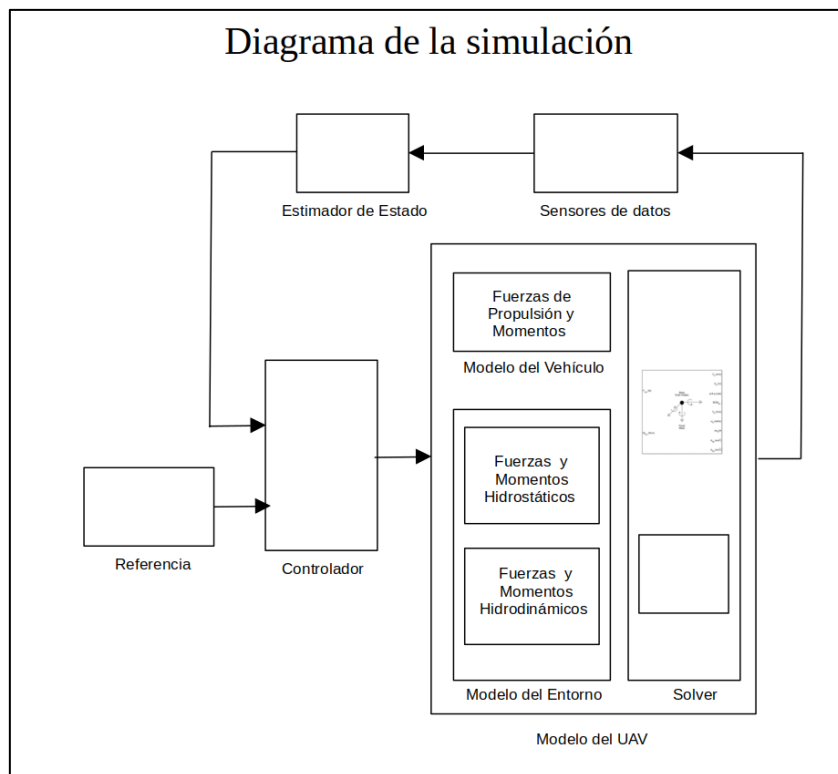 Diagrama de la simulación
Estimador de Estado
Sensores de datos
Fuerzas de
Propulsión y
Momentos
Modelo del Vehículo
Fuerzas y
Momentos
Hidrostáticos
Fuerzas y
Momentos
Hidrodinámicos
Referencia
Controlador
Modelo del Entorno
Solver
Modelo del UAV